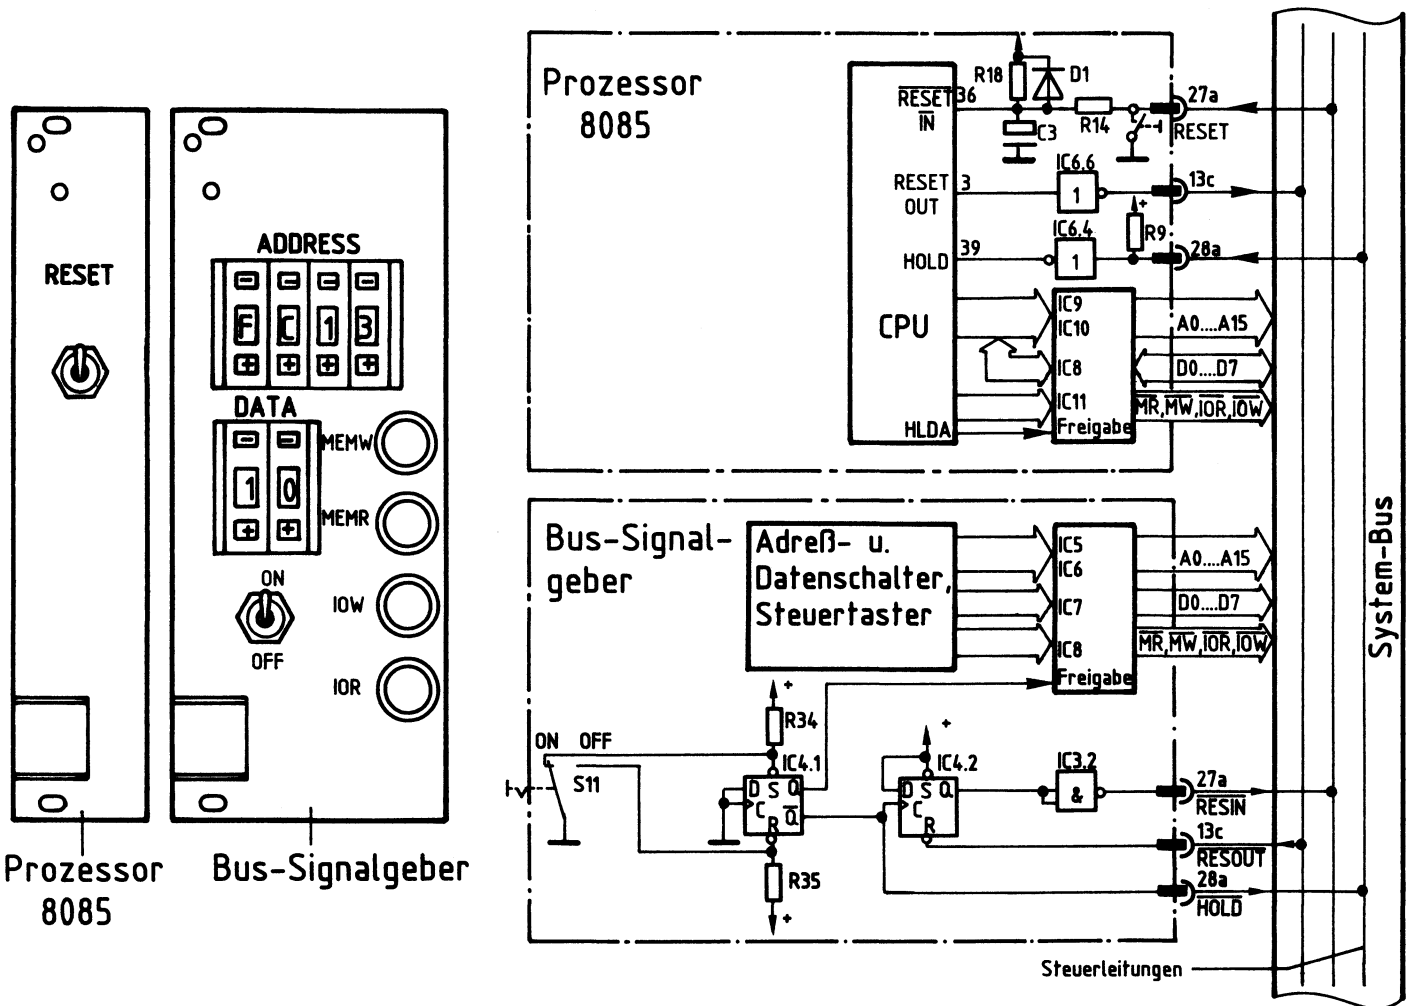 RESET
ADDRESS
F C 1 3
DATA
1 0
MEMW
MEMR
ON
IOW
OFF
IOR
Prozessor
8085
Bus-Signalgeber
Prozessor
8085
RESET 36
IN
R18
D1
C3
R14
27a
RESET
RESET 3
OUT
IC6.6
1
13c
HOLD 39
IC6.4
1
+
R9
28a
CPU
IC9
IC10
A0....A15
IC8
D0....D7
IC11
MR,MW,IOR,IOW
HLDA
Freigabe
Bus-Signal-
geber
Adreß- u.
Datenschalter,
Steuertaster
IC5
IC6
A0....A15
IC7
D0....D7
IC8
MR,MW,IOR,IOW
Freigabe
+
R34
ON OFF
S11
IC4.1
D S Q
C
R Q
R35
+
+
IC4.2
D S Q
C
R
IC3.2
&
27a
RESIN
13c
RESOUT
28a
HOLD
Steuerleitungen
System-Bus